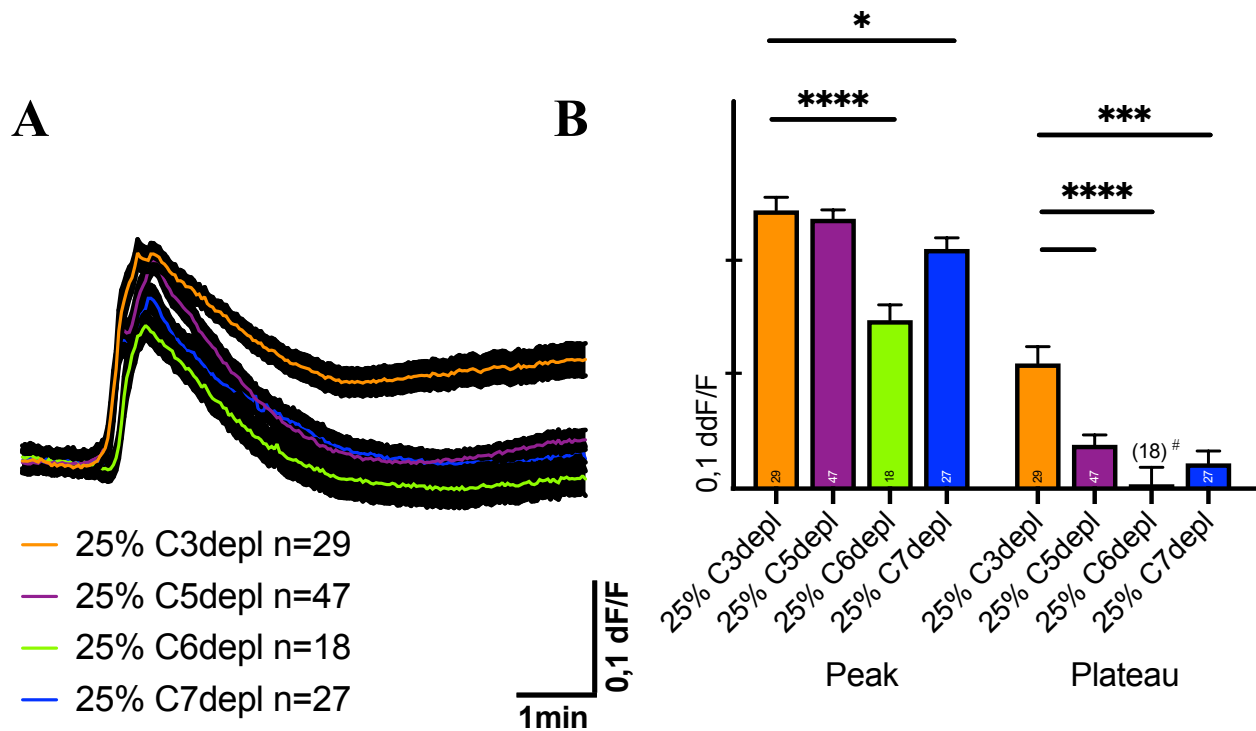 A
25% C3depl n=29
25% C5depl n=47
25% C6depl n=18
25% C7depl n=27
0,1 dF/F
1min
B
*
****
***
****
0,1 ddF/F
29
47
18
27
29
47
(18) #
27
25% C3depl
25% C5depl
25% C6depl
25% C7depl
25% C3depl
25% C5depl
25% C6depl
25% C7depl
Peak
Plateau